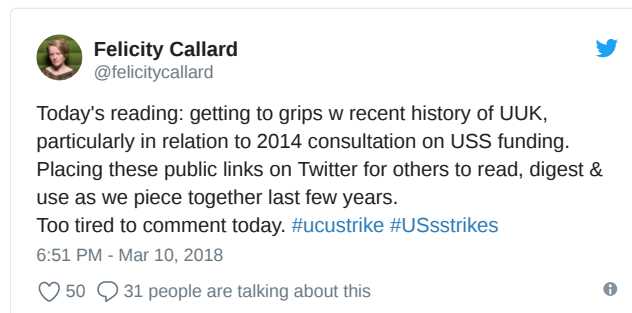 Felicity Callard
@felicitycallard
Today's reading: getting to grips w recent history of UUK,
particularly in relation to 2014 consultation on USS funding.
Placing these public links on Twitter for others to read, digest &
use as we piece together last few years.
Too tired to comment today. #ucustrike #USsstrikes
6:51 PM - Mar 10, 2018
50 31 people are talking about this